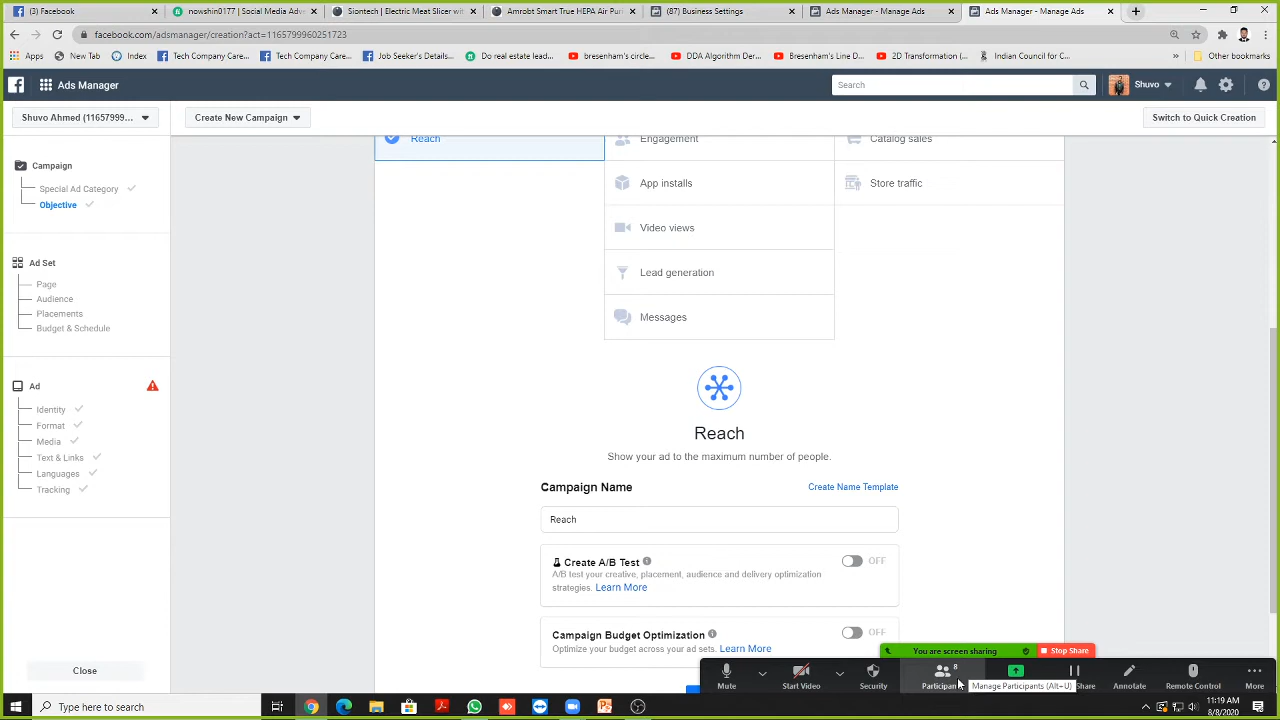 (3) Facebook
nowshin0177 | Social Media Adve
Siontech | Electric Meat Slicer wit
Amrobt Smart True HEPA Air Purif
(87) Business Settings
Ads Manager - Manage Ads
Ads Manager - Manage Ads
facebook.com/adsmanager/creation?act=1165799960251723
Apps
W (0)
Index
Tech Company Care...
Tech Company Care...
Job Seeker's Details...
Do real estate lead...
bresenham's circle...
DDA Algorithm Der...
Bresenham's Line D...
2D Transformation (...
Indian Council for...
Other bookmarks
Ads Manager
Search
Shuvo
Shuvo Ahmed (11657999...
Create New Campaign
Switch to Quick Creation
Campaign
Special Ad Category
Objective
Ad Set
Page
Audience
Placements
Budget & Schedule
Ad
Identity
Format
Media
Text & Links
Languages
Tracking
Close
Reach
Engagement
Catalog sales
App installs
Store traffic
Video views
Lead generation
Messages
Reach
Show your ad to the maximum number of people.
Campaign Name
Create Name Template
Reach
Create A/B Test
OFF
A/B test your creative, placement, audience and delivery optimization
strategies. Learn More
Campaign Budget Optimization
OFF
Optimize your budget across your ad sets. Learn More
You are screen sharing
Stop Share
Mute
Start Video
Security
8
Participan
Manage Participants (Alt+U)
Share
Annotate
Remote Control
More
Type here to search
11:19 AM
8/8/2020